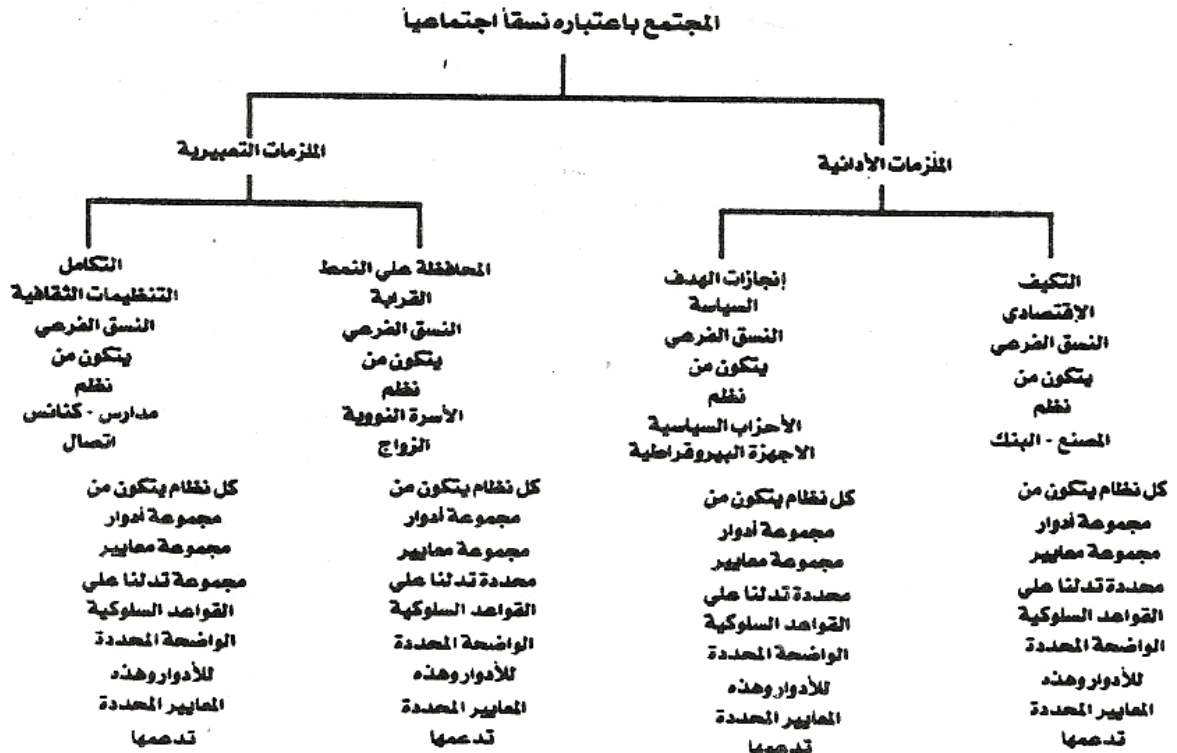 المجتمع باعتباره نسقاً اجتماعياً
الملزمات الأدائية
الملزمات التعبيرية
التكيف
الإقتصادي
النسق الفرعي
يتكون من
نظم
المصنع - البنك
كل نظام يتكون من
مجموعة أدوار
مجموعة معايير
محددة تدلنا على
القواعد السلوكية
الواضحة المحددة
للأدوار وهذه
المعايير المحددة
تدعمها
إنجازات الهدف
السياسة
النسق الفرعي
يتكون من
نظم
الأحزاب السياسية
الاجهزة البيروقراطية
كل نظام يتكون من
مجموعة أدوار
مجموعة معايير
محددة تدلنا على
القواعد السلوكية
الواضحة المحددة
للأدوار وهذه
المعايير المحددة
تدعمها
المحافظة على النمط
القرابة
النسق الفرعي
يتكون من
نظم
الأسرة النووية
الزواج
كل نظام يتكون من
مجموعة أدوار
مجموعة معايير
محددة تدلنا على
القواعد السلوكية
الواضحة المحددة
للأدوار وهذه
المعايير المحددة
تدعمها
التكامل
التنظيمات الثقافية
النسق الفرعي
يتكون من
نظم
مدارس - كنائس
اتصال
كل نظام يتكون من
مجموعة أدوار
مجموعة معايير
مجموعة تدلنا على
القواعد السلوكية
الواضحة المحددة
للأدوار وهذه
المعايير المحددة
تدعمها